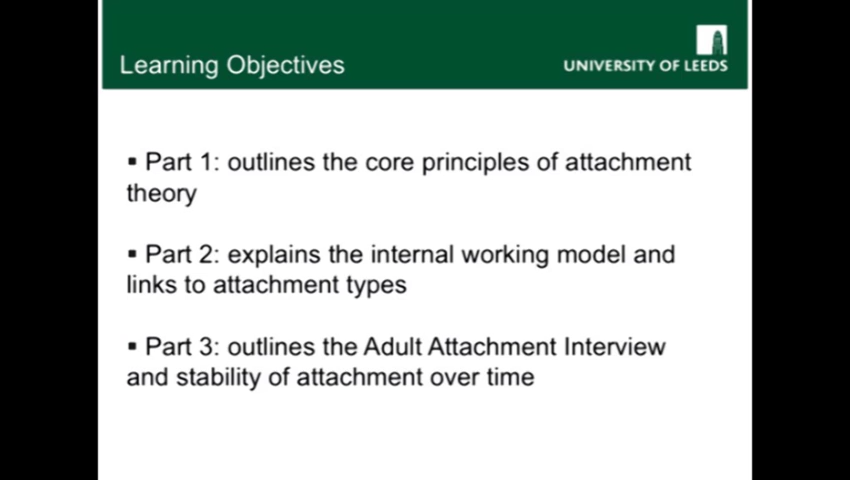 Learning Objectives
UNIVERSITY OF LEEDS
▪ Part 1: outlines the core principles of attachment
theory
▪ Part 2: explains the internal working model and
links to attachment types
▪ Part 3: outlines the Adult Attachment Interview
and stability of attachment over time